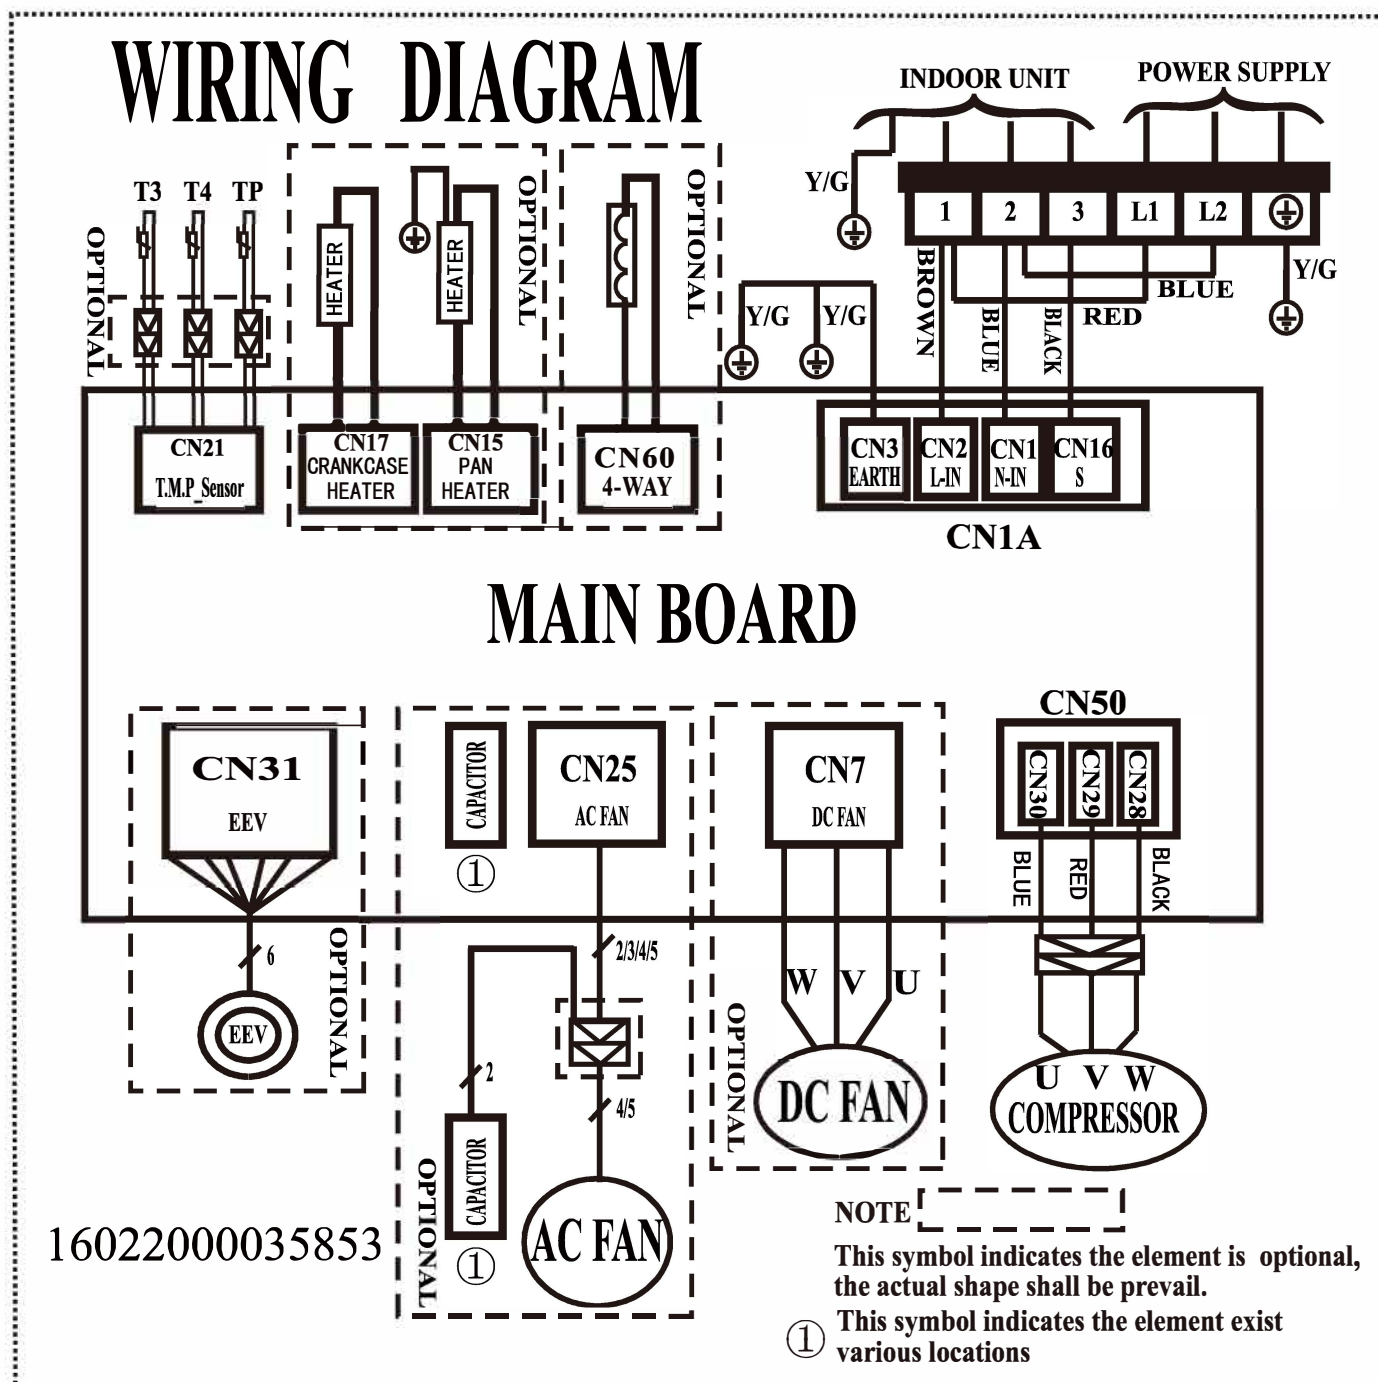 WIRING DIAGRAM
INDOOR UNIT
POWER SUPPLY
T3
T4
TP
OPTIONAL
HEATER
HEATER
OPTIONAL
OPTIONAL
Y/G
1
2
3
L1
L2
Y/G
Y/G
Y/G
BROWN
BLUE
BLACK
RED
BLUE
CN21
T.M.P_Sensor
CN17
CRANKCASE
HEATER
CN15
PAN
HEATER
CN60
4-WAY
CN3
EARTH
CN2
L-IN
CN1
N-IN
CN16
S
CN1A
MAIN BOARD
CN31
EEV
CAPACITOR
①
CN25
AC FAN
CN7
DC FAN
CN50
CN30
CN29
CN28
BLUE
RED
BLACK
6
EEV
OPTIONAL
2/3/4/5
2
4/5
CAPACITOR
①
AC FAN
OPTIONAL
W
V
U
DC FAN
OPTIONAL
U V W
COMPRESSOR
16022000035853
NOTE
This symbol indicates the element is optional,
the actual shape shall be prevail.
① This symbol indicates the element exist
various locations